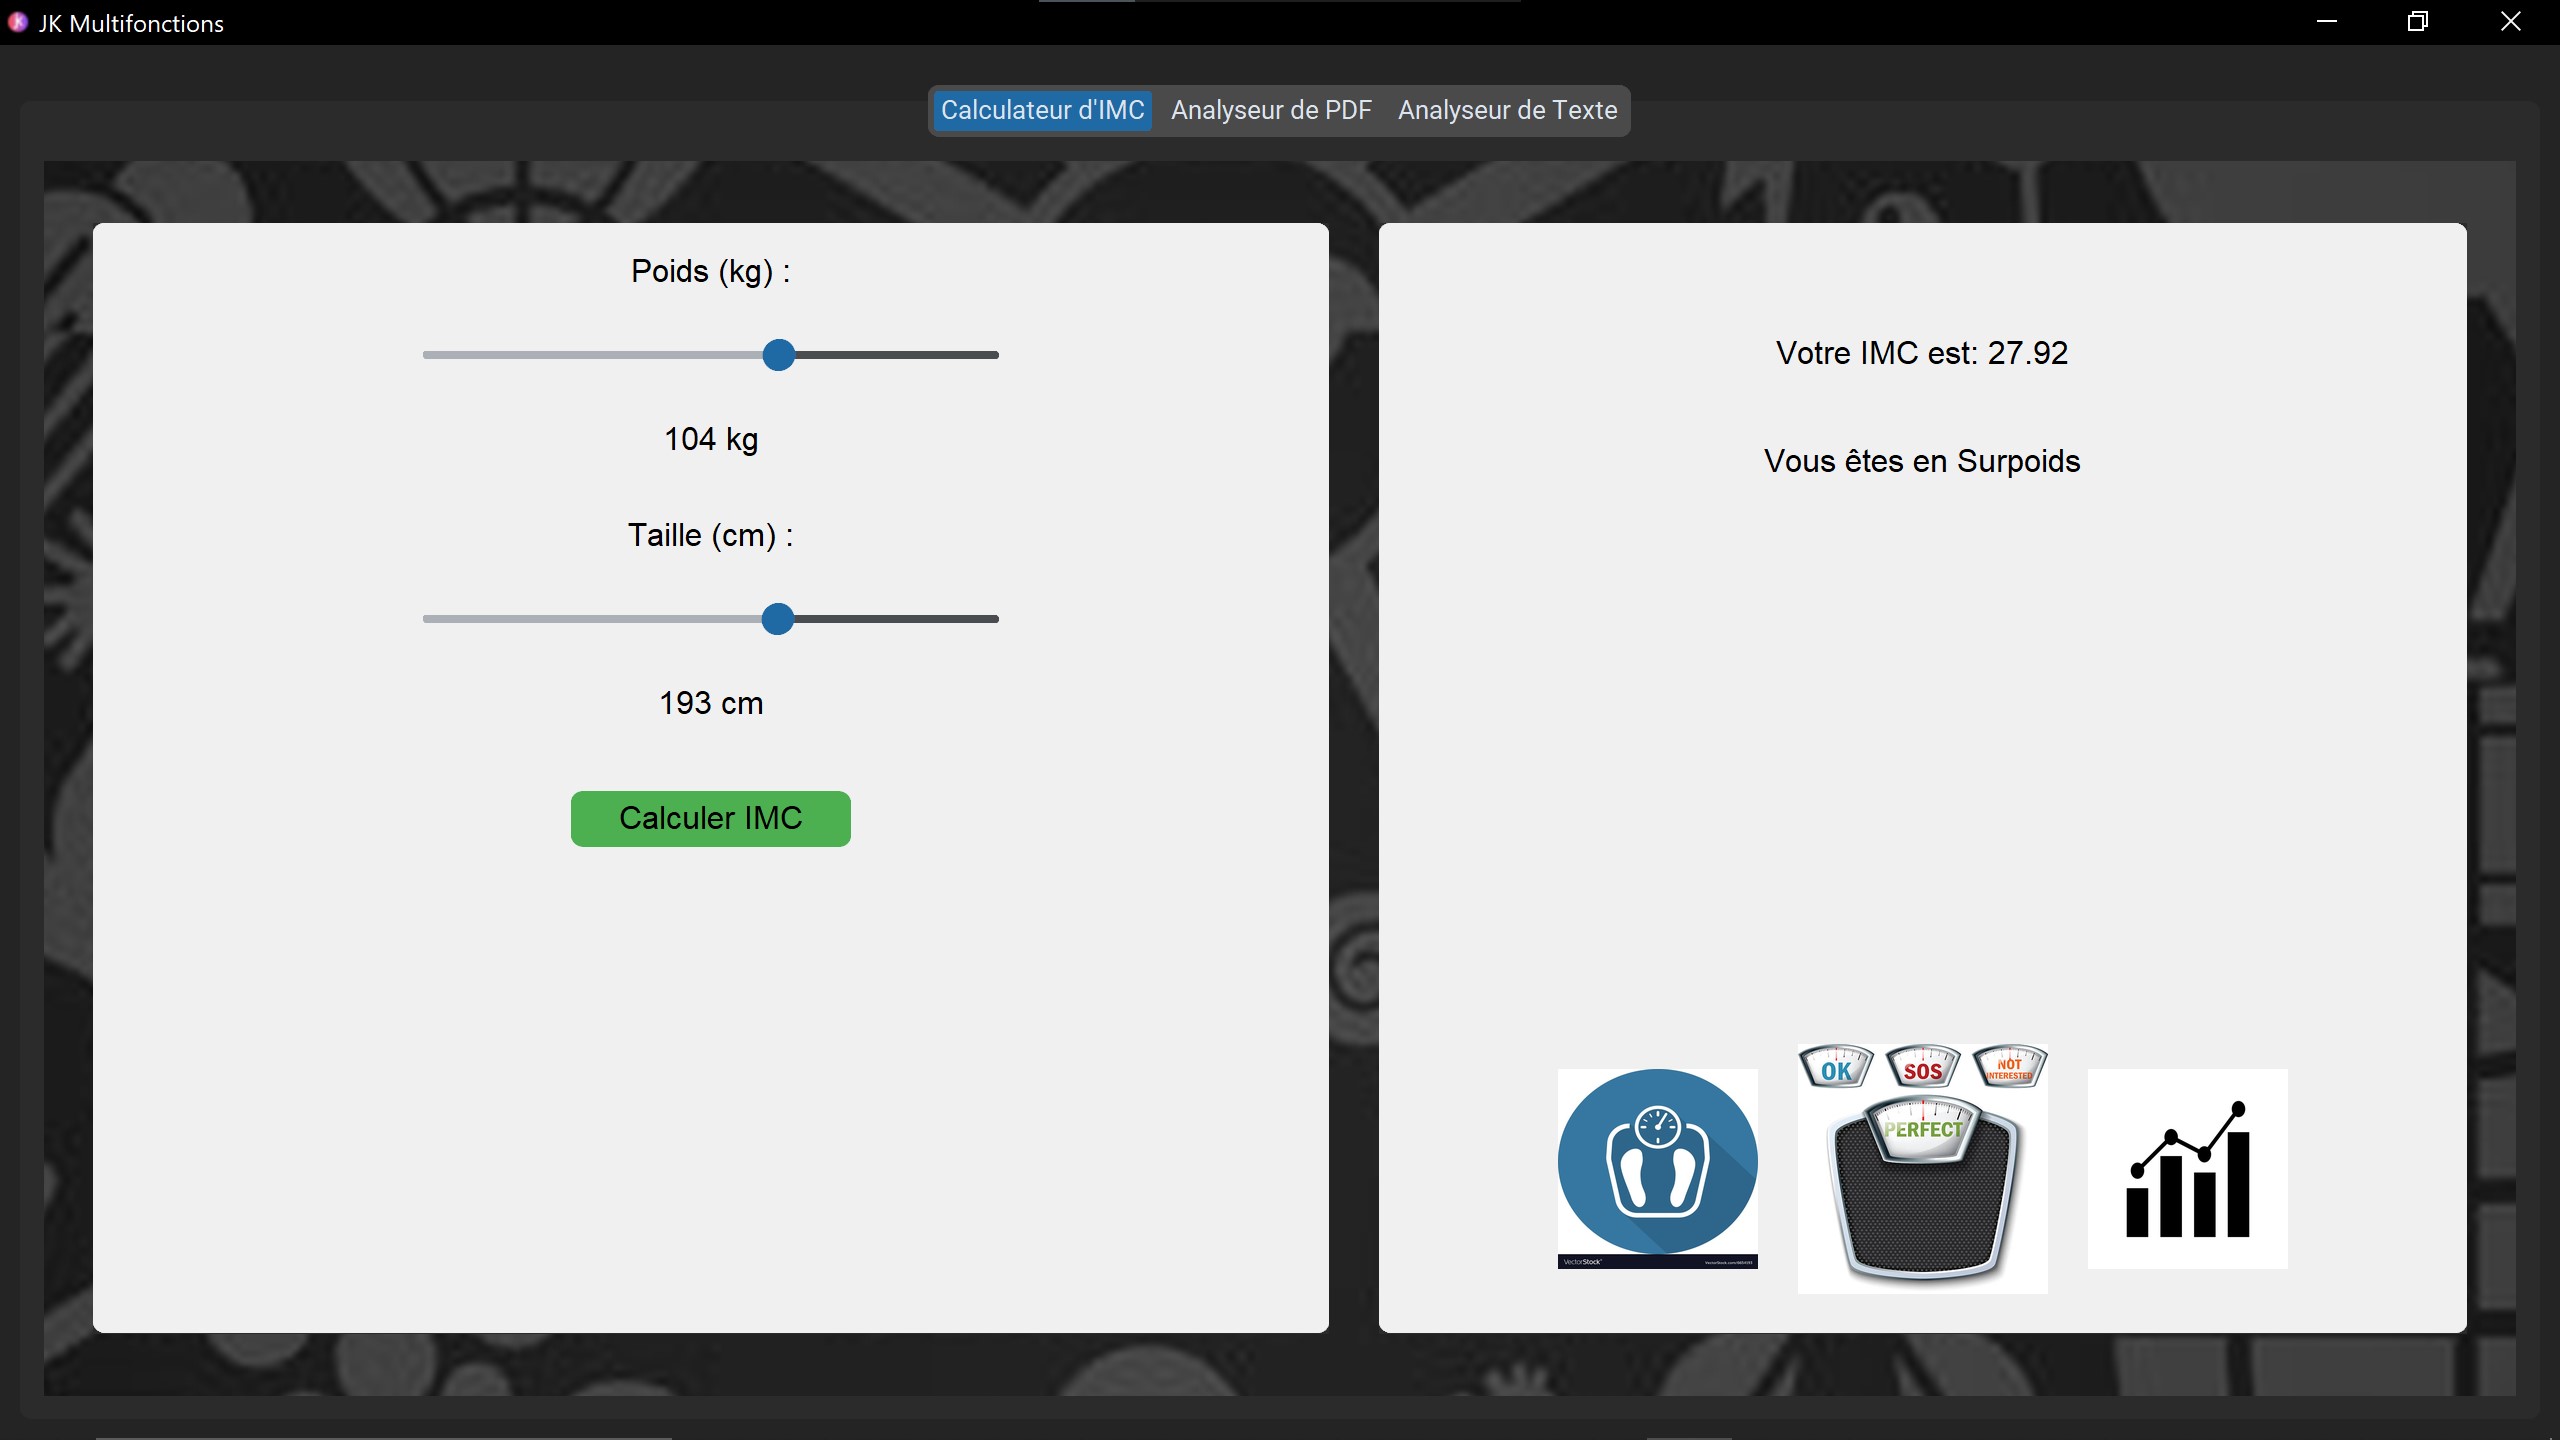 JK Multifonctions
Calculateur d'IMC Analyseur de PDF Analyseur de Texte
Poids (kg) :
104 kg
Taille (cm) :
193 cm
Calculer IMC
Votre IMC est: 27.92
Vous êtes en Surpoids
OK SOS NOT INTERESTED
PERFECT
VectorStock